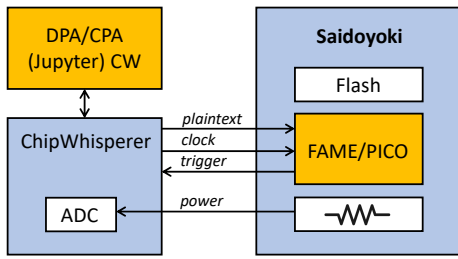 DPA/CPA
(Jupyter) CW
ChipWhisperer
ADC
plaintext
clock
trigger
power
Saidoyoki
Flash
FAME/PICO